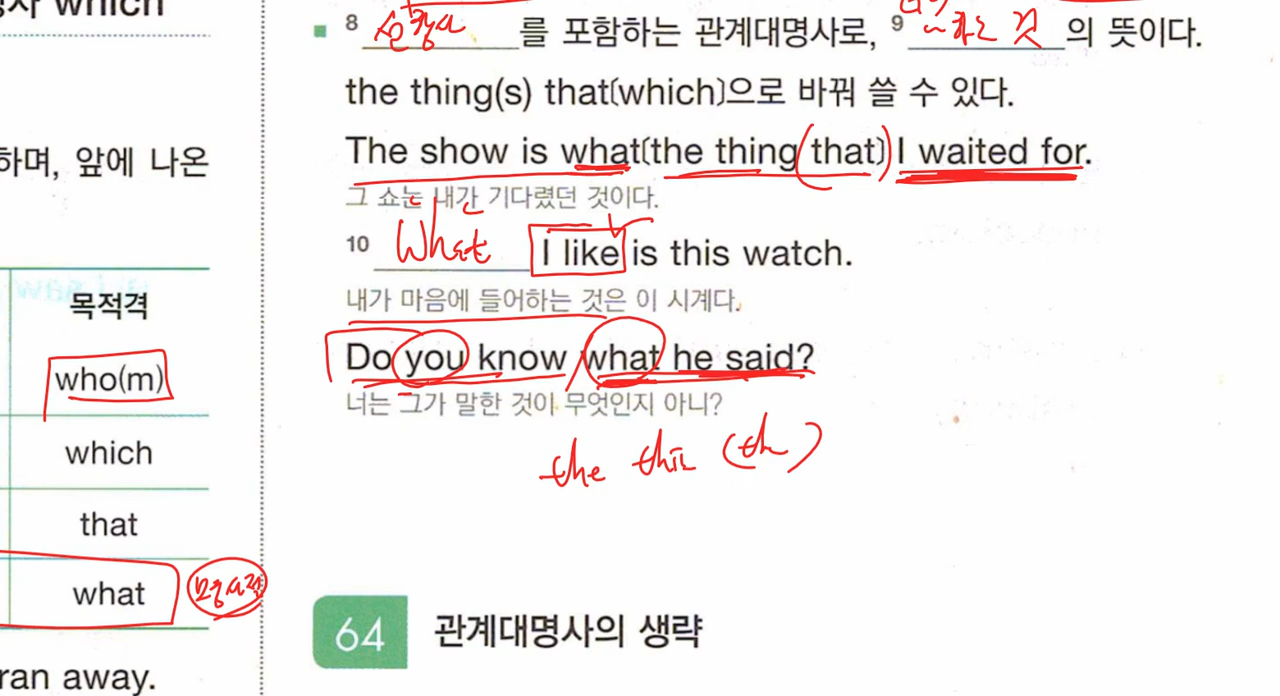 which
하며, 앞에 나온
목적격
who(m)
which
that
what 명사적
ran away.
8 선행사 를 포함하는 관계대명사로, 9 ~하는 것 의 뜻이다.
the thing(s) that(which)으로 바꿔 쓸 수 있다.
The show is what(the thing that) I waited for.
그 쇼는 내가 기다렸던 것이다.
10 What I like is this watch.
내가 마음에 들어하는 것은 이 시계다.
Do you know what he said?
너는 그가 말한 것이 무엇인지 아니?
the
64 관계대명사의 생략